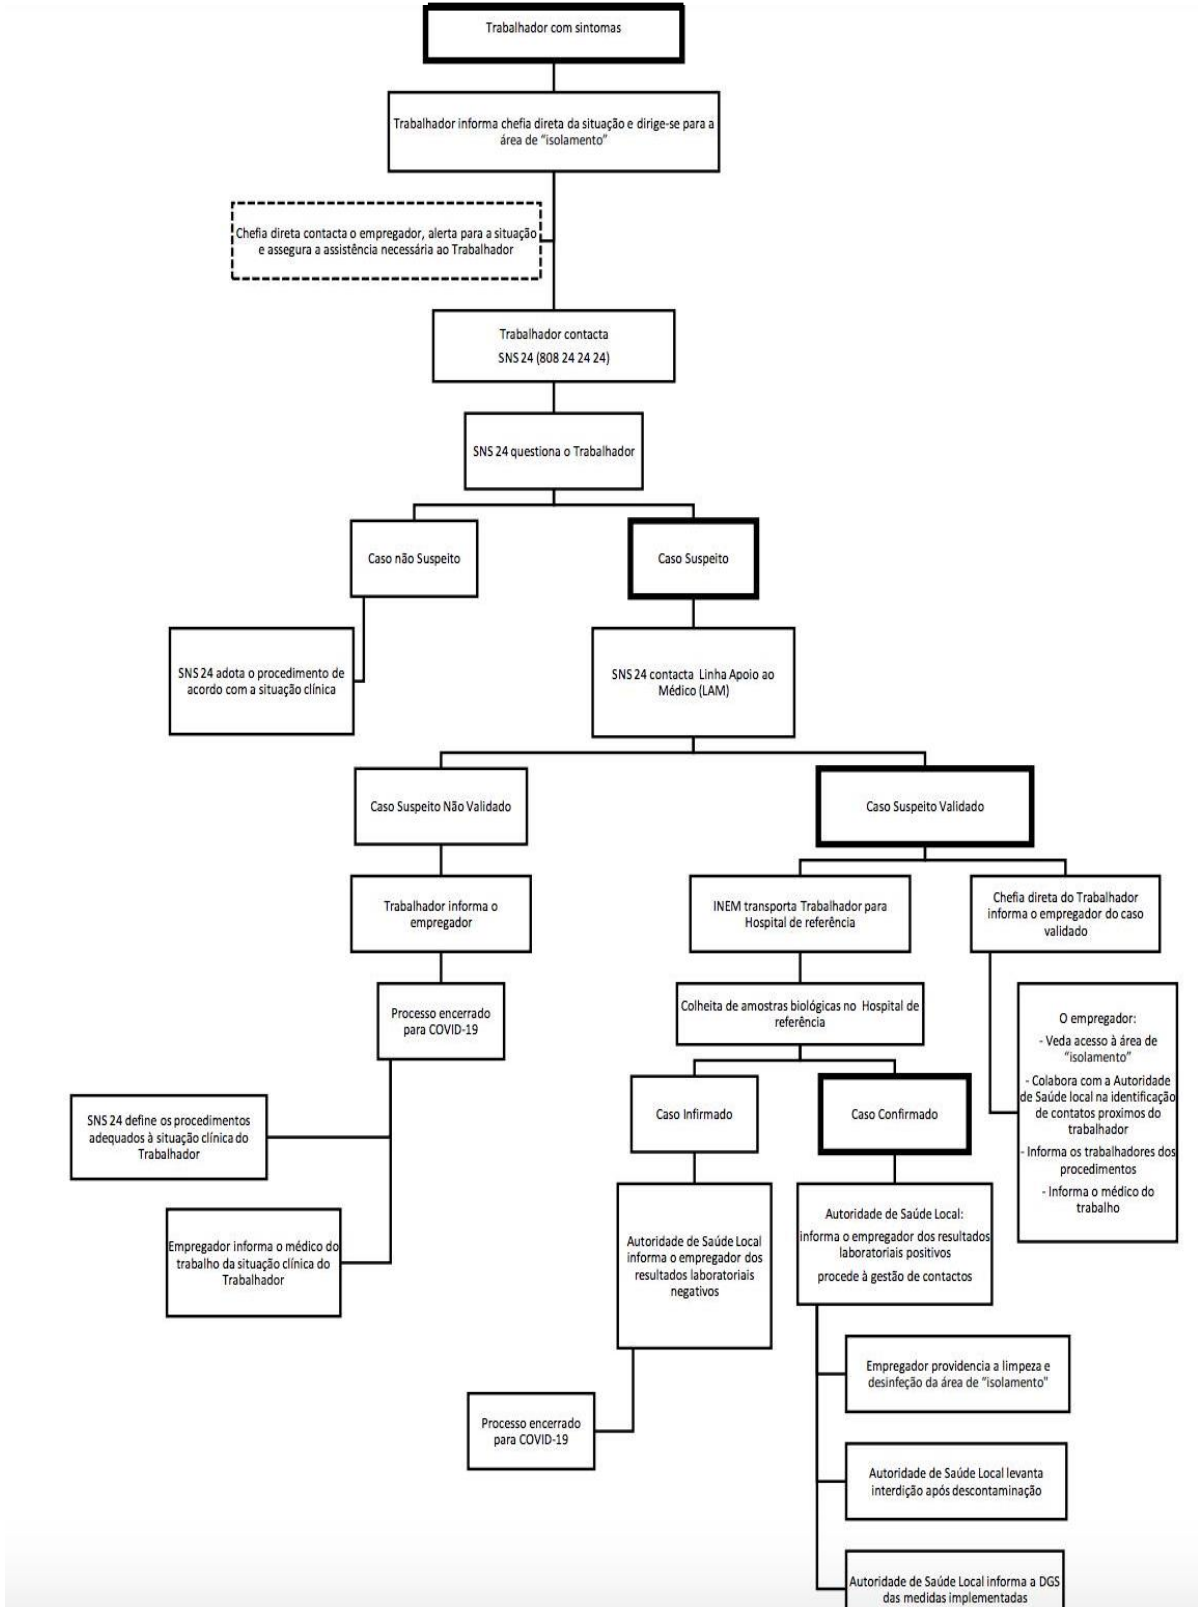 Trabalhador com sintomas
Trabalhador informa chefia direta da situação e dirige-se para a
área de “isolamento”
Chefia direta contacta o empregador, alerta para a situação
e assegura a assistência necessária ao Trabalhador
Trabalhador contacta
SNS 24 (808 24 24 24)
SNS 24 questiona o Trabalhador
Caso não Suspeito
Caso Suspeito
SNS 24 adota o procedimento de
acordo com a situação clínica
SNS 24 contacta Linha Apoio ao
Médico (LAM)
Caso Suspeito Não Validado
Caso Suspeito Validado
Trabalhador informa o
empregador
INEM transporta Trabalhador para
Hospital de referência
Chefia direta do Trabalhador
informa o empregador do caso
validado
Processo encerrado
para COVID-19
Colheita de amostras biológicas no Hospital de
referência
O empregador:
- Veda acesso à área de
“isolamento”
- Colabora com a Autoridade
de Saúde local na identificação
de contatos proximos do
trabalhador
- Informa os trabalhadores dos
procedimentos
- Informa o médico do
trabalho
SNS 24 define os procedimentos
adequados à situação clínica do
Trabalhador
Caso Infirmado
Caso Confirmado
Empregador informa o médico do
trabalho da situação clínica do
Trabalhador
Autoridade de Saúde Local
informa o empregador dos
resultados laboratoriais
negativos
Autoridade de Saúde Local:
informa o empregador dos resultados
laboratoriais positivos
procede à gestão de contactos
Processo encerrado
para COVID-19
Empregador providencia a limpeza e
desinfeção da área de “isolamento"
Autoridade de Saúde Local levanta
interdição após descontaminação
Autoridade de Saúde Local informa a DGS
das medidas implementadas